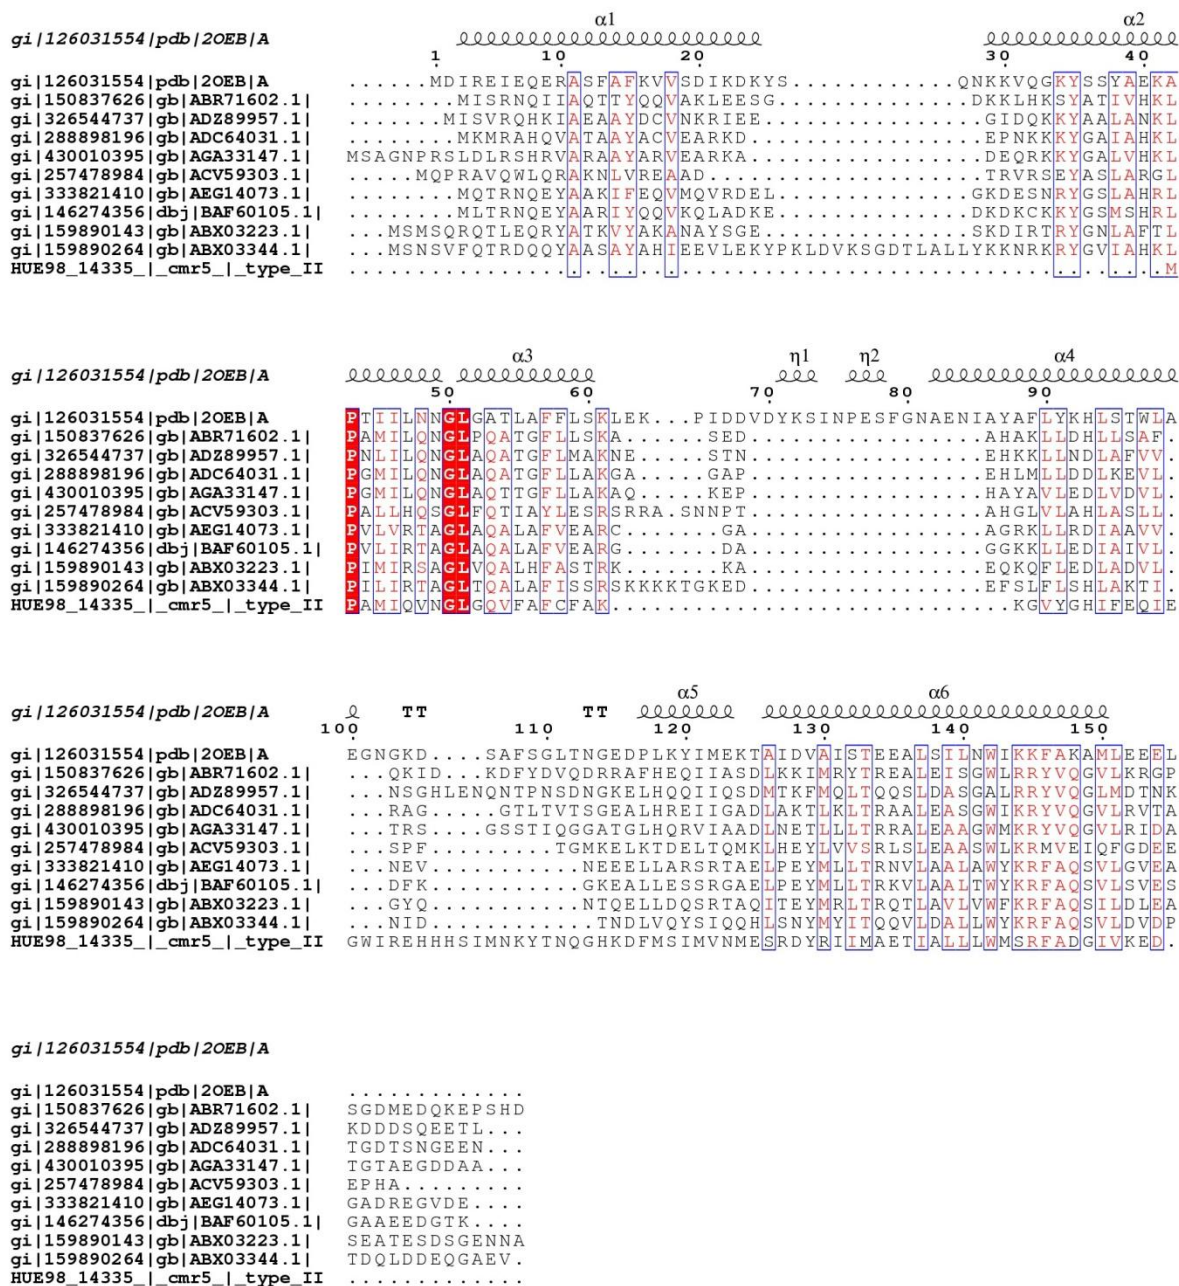 α1 α2
gi|126031554|pdb|2OEB|A
1 10 20 30 40
gi|126031554|pdb|2OEB|A ......MDIREIEQERASFAFKVVSDIKDKYS.............QNKKVQGKYSSYAEKA
gi|150837626|gb|ABR71602.1| ........MISRNQIIAQTTYQQVAKLEESG..............DKKLHKSYATIVHKL
gi|326544737|gb|ADZ89957.1| ........MISVRQHKIAEAAYDCVNKRIEE..............GIDQKKYAALANKL
gi|288898196|gb|ADC64031.1| ........MKMRAHQVATAAYACVEARKD................EPNKKKYGALAHKL
gi|430010395|gb|AGA33147.1| MSAGNPRSLDLRSHRVARAAYARVEARKA................DEQRKKYGALVHKL
gi|257478984|gb|ACV59303.1| .....MQPRAVQWLQRAKNLVREAAD...................TRVRSEYASLARGL
gi|333821410|gb|AEG14073.1| ........MQTRNQEYAAKIFEQVMQVRDEL..............GKDESNRYGSLAHRL
gi|146274356|dbj|BAF60105.1| ........MLTRNQEYAARIYQQVKQLADKE..............DKDKCKKYGSMSHRL
gi|159890143|gb|ABX03223.1| ....MSMSQRQTLEQRYATKVYAKANAYSGE..............SKDIRTRYGNLAFTL
gi|159890264|gb|ABX03344.1| ....MSNSVFQTRDQQYAASAYAHIEEVLEKYPKLDVKSGDTLALLYKKNRKRYGVIAHKL
HUE98_14335_|_cmr5_|_type_II ...........................................................M
α3 η1 η2 α4
gi|126031554|pdb|2OEB|A
50 60 70 80 90
gi|126031554|pdb|2OEB|A PTIILNNGLGATLAFFLSKLEK...PIDDVDYKSINPESFGNAENIAYAFLYKHLSTWLA
gi|150837626|gb|ABR71602.1| PAMILQNGLPQATGFLLSKA.....SED..................AHAKLLDHLLSAF.
gi|326544737|gb|ADZ89957.1| PNLILQNGLAQATGFLMAKNE....STN..................EHKKLLNDLAFVV.
gi|288898196|gb|ADC64031.1| PGMILQNGLAQATGFLLAKGA....GAP..................EHLMLLDDLKEVL.
gi|430010395|gb|AGA33147.1| PGMILQNGLAQTTGFLLAKAQ....KEP..................HAYAVLEDLVDVL.
gi|257478984|gb|ACV59303.1| PALLHQSGLFQTIAYLESRSRRA.SNNPT.................AHGLVLAHLASLL.
gi|333821410|gb|AEG14073.1| PVLVRTAGLAQALAFVEARC......GA..................AGRKLLRDIAAVV.
gi|146274356|dbj|BAF60105.1| PVLIRTAGLAQALAFVEARG......DA..................GGKKLLEDIAIVL.
gi|159890143|gb|ABX03223.1| PIMIRSAGLVQALHFASTRK......KA..................EQKQFLEDLADVL.
gi|159890264|gb|ABX03344.1| PILIRTAGLTQALAFISSRSKKKKTGKED.................EFSLFLSHLAKTI.
HUE98_14335_|_cmr5_|_type_II PAMIQVNGLGQVFAFCFAK.............................KGVYGHIFEQIE
α5 α6
gi|126031554|pdb|2OEB|A TT TT
100 110 120 130 140 150
gi|126031554|pdb|2OEB|A EGNGKD....SAFSGLTNGEDPLKYIMEKTAIDVAISTEEALSILNWIKKFAKAMLEEEL
gi|150837626|gb|ABR71602.1| ...QKID...KDFYDVQDRRAFHEQIIASDLKKIMRYTREALEISGWLRRYVQGVLKRGP
gi|326544737|gb|ADZ89957.1| ...NSGHLENQNTPNSDNGKELHQQIIQSDMTKFMQLTQQSLDASGALRRYVQGLMDTNK
gi|288898196|gb|ADC64031.1| ...RAG.....GTLTVTSGEALHREIIGADLAKTLKLTRAALEASGWIKRYVQGVLRVTA
gi|430010395|gb|AGA33147.1| ...TRS....GSSTIQGGATGLHQRVIAADLNETLLLTRRALEAAGWMKRYVQGVLRIDA
gi|257478984|gb|ACV59303.1| ...SPF........TGMKELKTDELTQMKLHEYLVVSRLSLEAASWLKRMVEIQFGDEE
gi|333821410|gb|AEG14073.1| ...NEV..........NEEELLARSRTAELPEYMLLTRNVLAALAWYKRFAQSVLGVEA
gi|146274356|dbj|BAF60105.1| ...DFK..........GKEALLESSRGAELPEYMLLTRKVLAALTWYKRFAQSVLSVES
gi|159890143|gb|ABX03223.1| ...GYQ..........NTQELLDQSRTAQITEYMRLTRQTLAVLVWFKRFAQSILDLEA
gi|159890264|gb|ABX03344.1| ...NID...........TNDLVQYSIQQHLSNYMYITQQVLDALLWYKRFAQSVLDVDP
HUE98_14335_|_cmr5_|_type_II GWIREHHHSIMNKYTNQGHKDFMSIMVNMESRDYRIIMAETIALLLWMSRFADGIVKED.
gi|126031554|pdb|2OEB|A
gi|126031554|pdb|2OEB|A .............
gi|150837626|gb|ABR71602.1| SGDMEDQKEPSHD
gi|326544737|gb|ADZ89957.1| KDDDSQEETL...
gi|288898196|gb|ADC64031.1| TGDTSNGEEN...
gi|430010395|gb|AGA33147.1| TGTAEGDDAA...
gi|257478984|gb|ACV59303.1| EPHA.........
gi|333821410|gb|AEG14073.1| GADREGVDE....
gi|146274356|dbj|BAF60105.1| GAAEEDGTK....
gi|159890143|gb|ABX03223.1| SEATESDSGENNA
gi|159890264|gb|ABX03344.1| TDQLDDEQGAEV.
HUE98_14335_|_cmr5_|_type_II .............